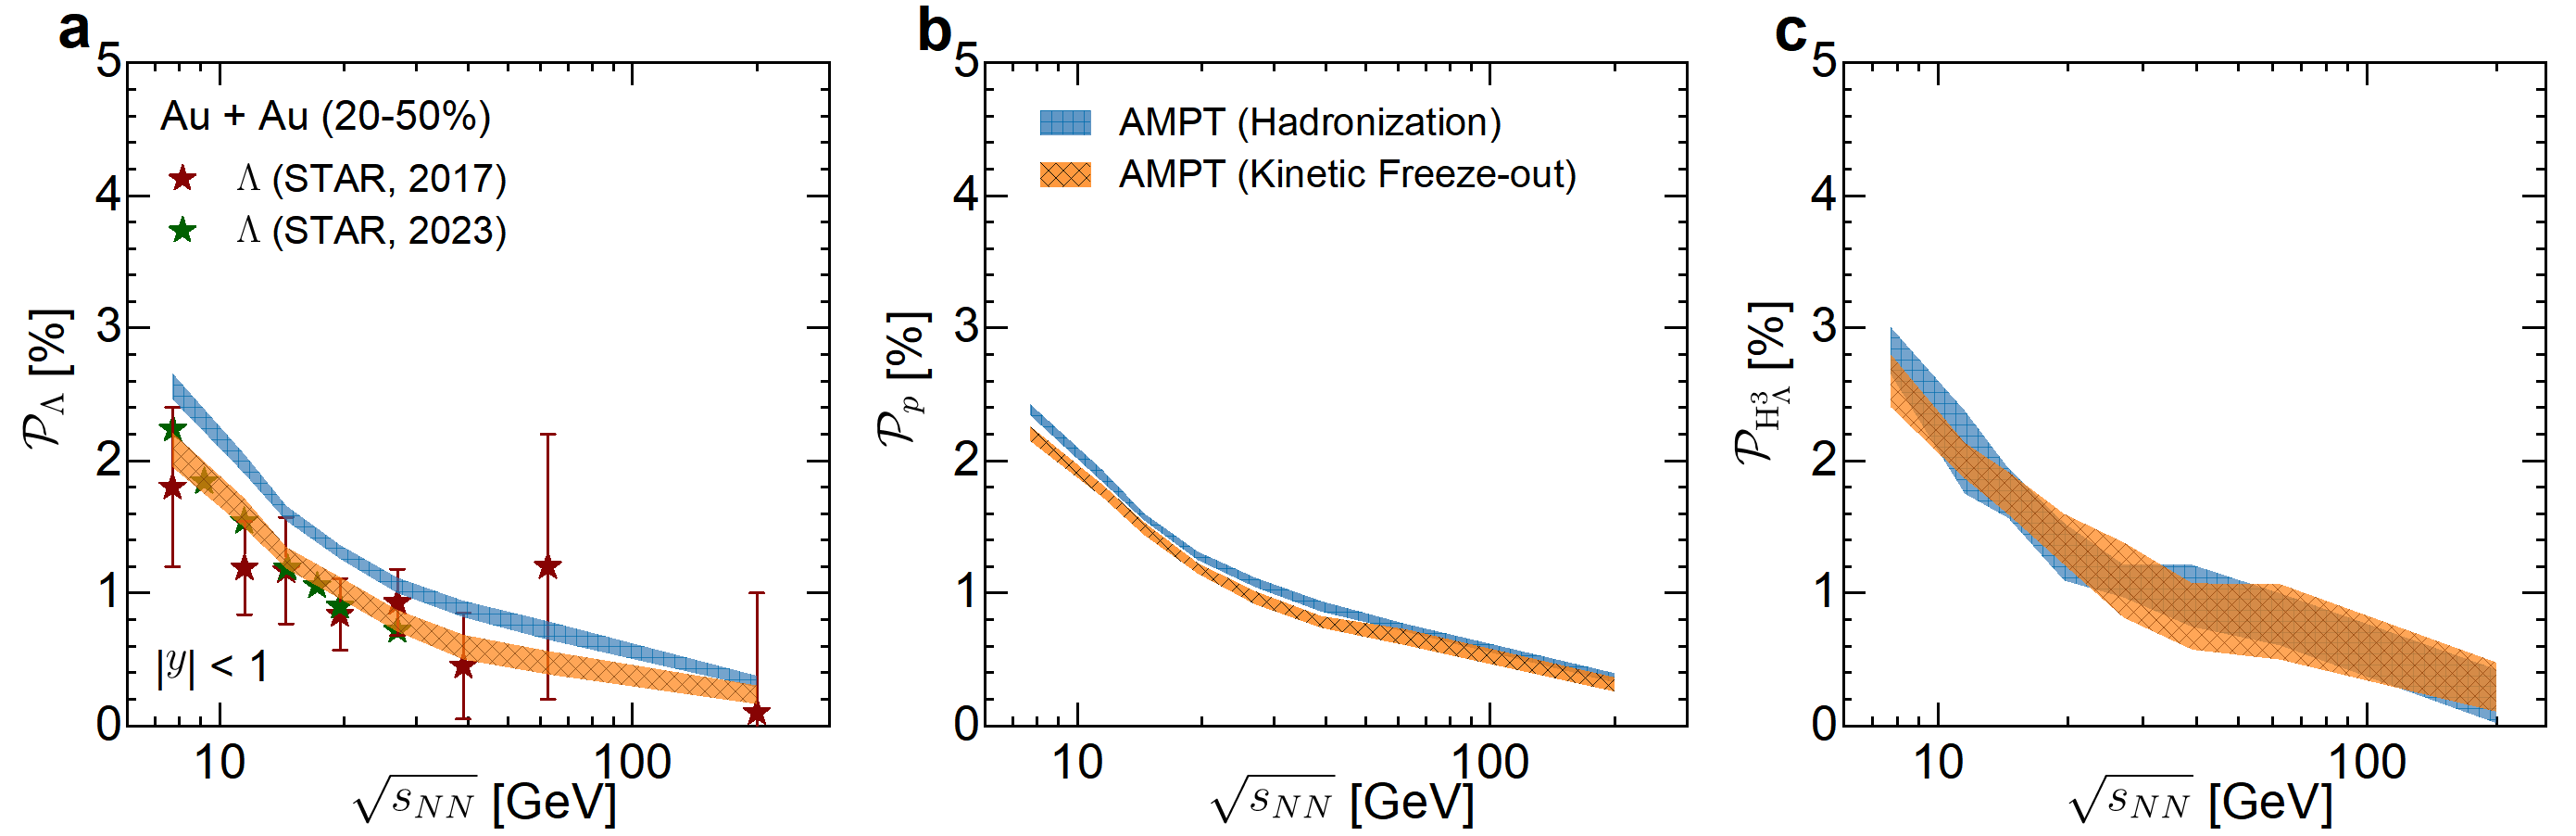 a
5
4
3
2
1
0
𝒫_Λ [%]
Au + Au (20-50%)
Λ (STAR, 2017)
Λ (STAR, 2023)
|y| < 1
10
100
√s_NN [GeV]
b
5
4
3
2
1
0
𝒫_p [%]
AMPT (Hadronization)
AMPT (Kinetic Freeze-out)
10
100
√s_NN [GeV]
c
5
4
3
2
1
0
𝒫_{H^3_Λ} [%]
10
100
√s_NN [GeV]